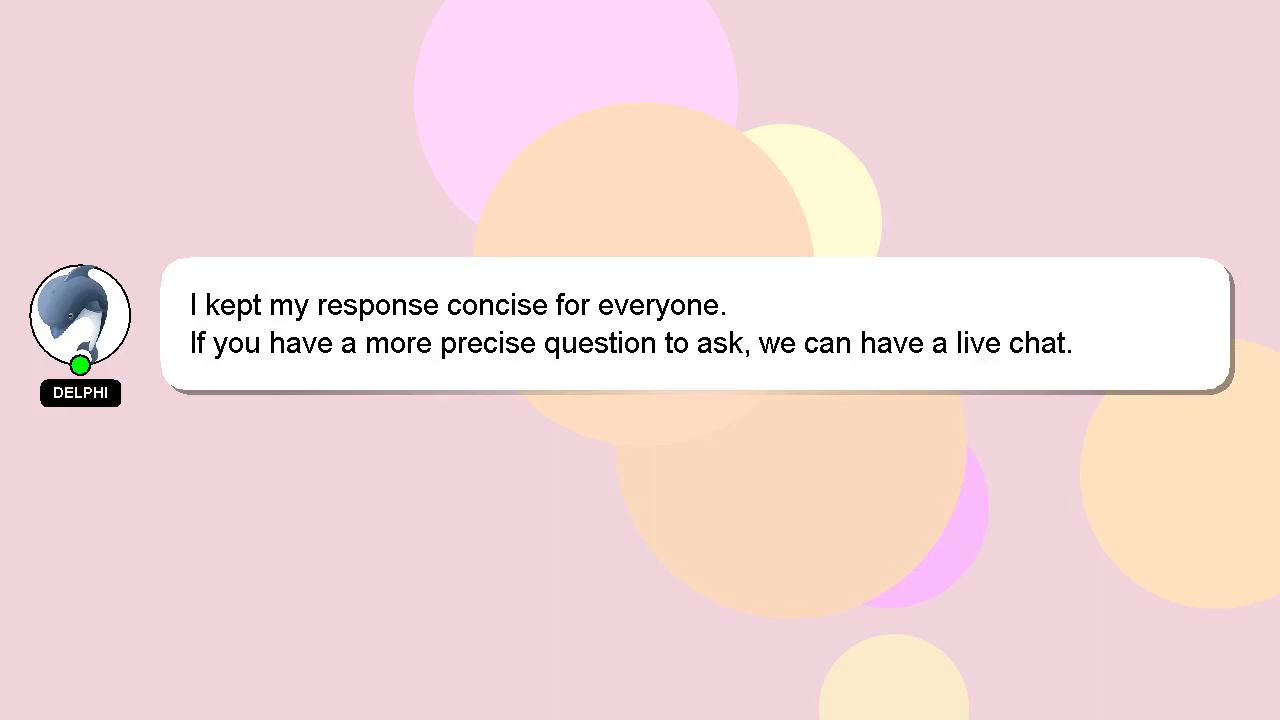 I kept my response concise for everyone.
If you have a more precise question to ask, we can have a live chat.
DELPHI